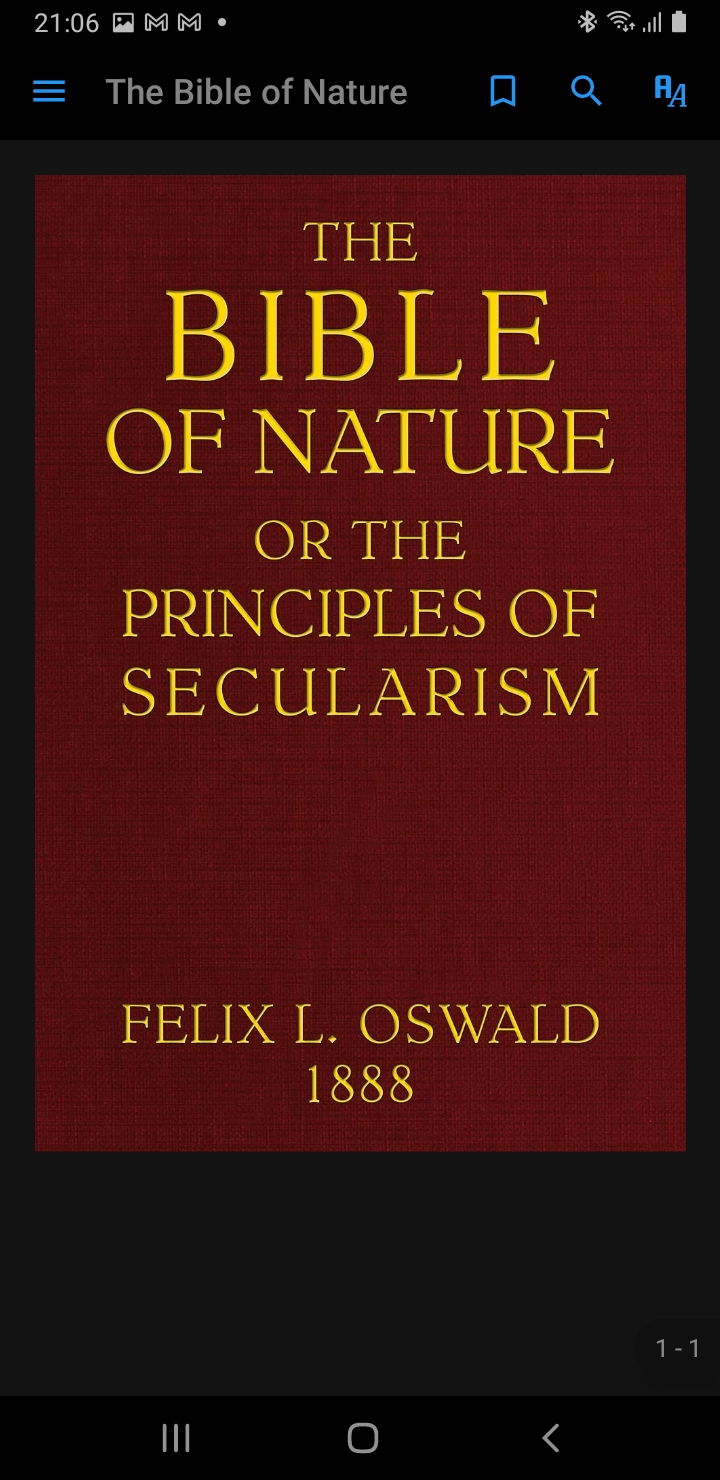 21:06
The Bible of Nature
THE
BIBLE
OF NATURE
OR THE
PRINCIPLES OF
SECULARISM
FELIX L. OSWALD
1888
1 - 1